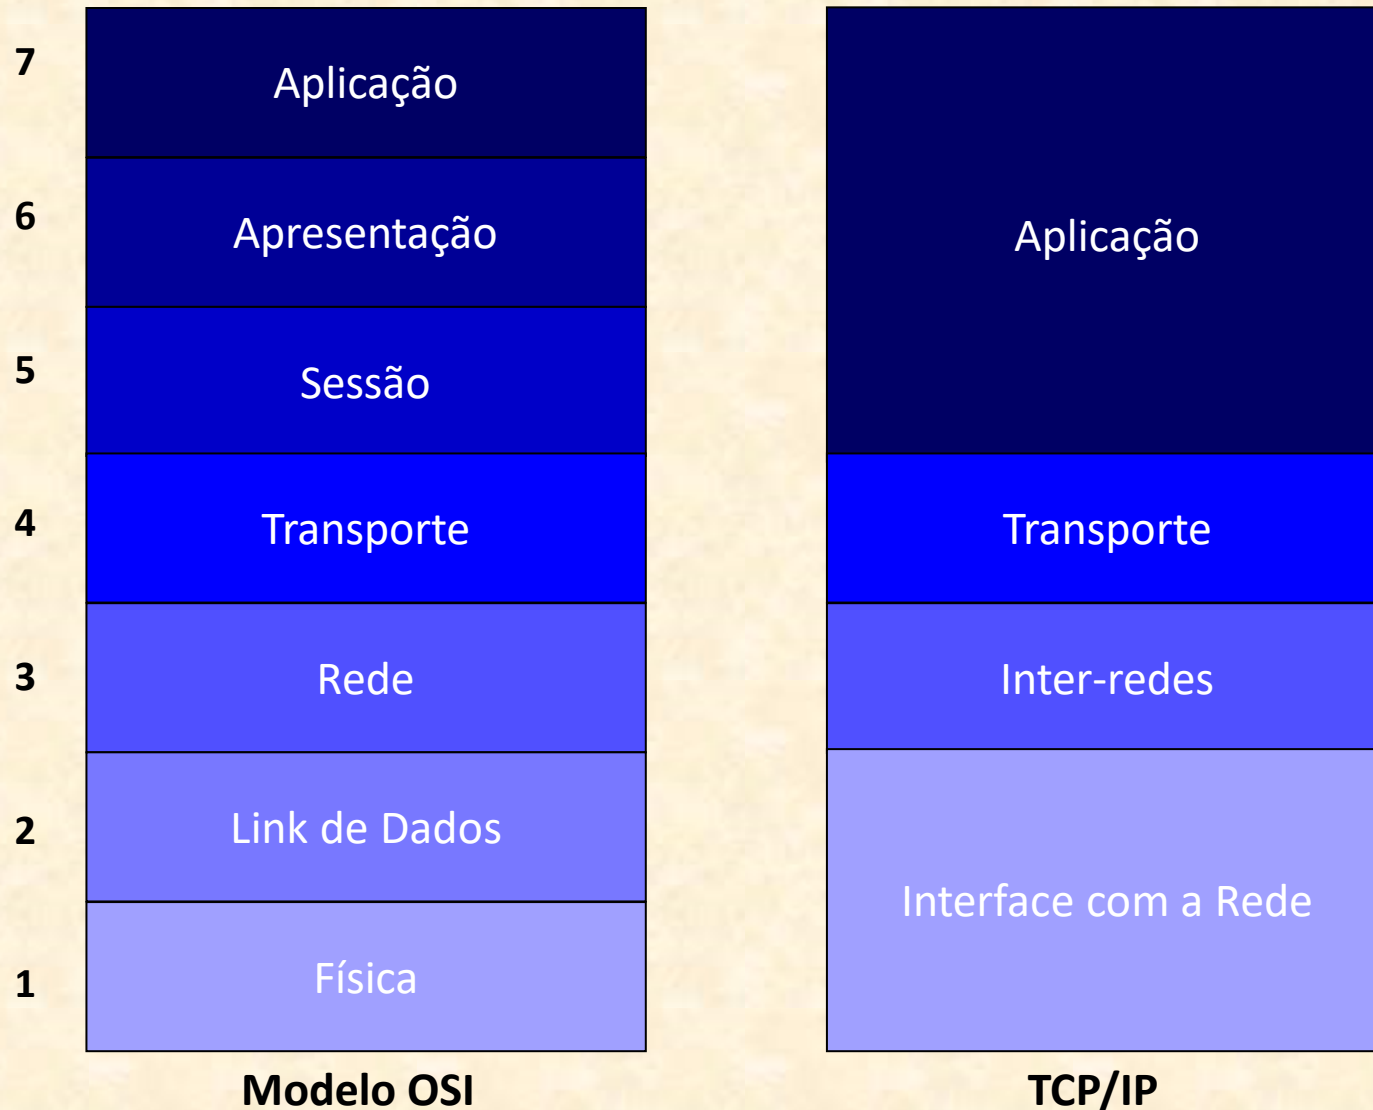 7
Aplicação
6
Apresentação
Aplicação
5
Sessão
4
Transporte
Transporte
3
Rede
Inter-redes
2
Link de Dados
Interface com a Rede
1
Física
Modelo OSI
TCP/IP